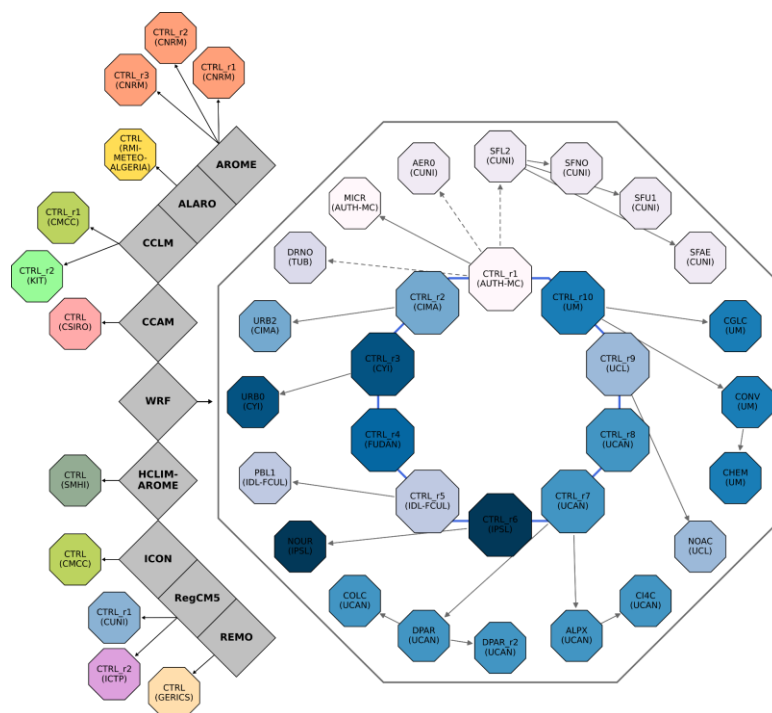 CTRL_r2
(CNRM)
CTRL_r3
(CNRM)
CTRL_r1
(CNRM)
CTRL
(RMI-
METEO-
ALGERIA)
AROME
ALARO
CCLM
CTRL_r1
(CMCC)
CTRL_r2
(KIT)
CTRL
(CSIRO)
CCAM
WRF
HCLIM-
AROME
CTRL
(SMHI)
ICON
CTRL
(CMCC)
RegCM5
REMO
CTRL_r1
(CUNI)
CTRL_r2
(ICTP)
CTRL
(GERICS)
AER0
(CUNI)
SFL2
(CUNI)
SFNO
(CUNI)
SFU1
(CUNI)
SFAE
(CUNI)
MICR
(AUTH-MC)
DRNO
(TUB)
CTRL_r1
(AUTH-MC)
CTRL_r2
(CIMA)
CTRL_r10
(UM)
URB2
(CIMA)
CGLC
(UM)
CTRL_r3
(CYI)
CTRL_r9
(UCL)
URB0
(CYI)
CONV
(UM)
CTRL_r4
(FUDAN)
CTRL_r8
(UCAN)
CHEM
(UM)
PBL1
(IDL-FCUL)
CTRL_r5
(IDL-FCUL)
CTRL_r7
(UCAN)
CTRL_r6
(IPSL)
NOUR
(IPSL)
NOAC
(UCL)
COLC
(UCAN)
DPAR
(UCAN)
DPAR_r2
(UCAN)
ALPX
(UCAN)
CI4C
(UCAN)